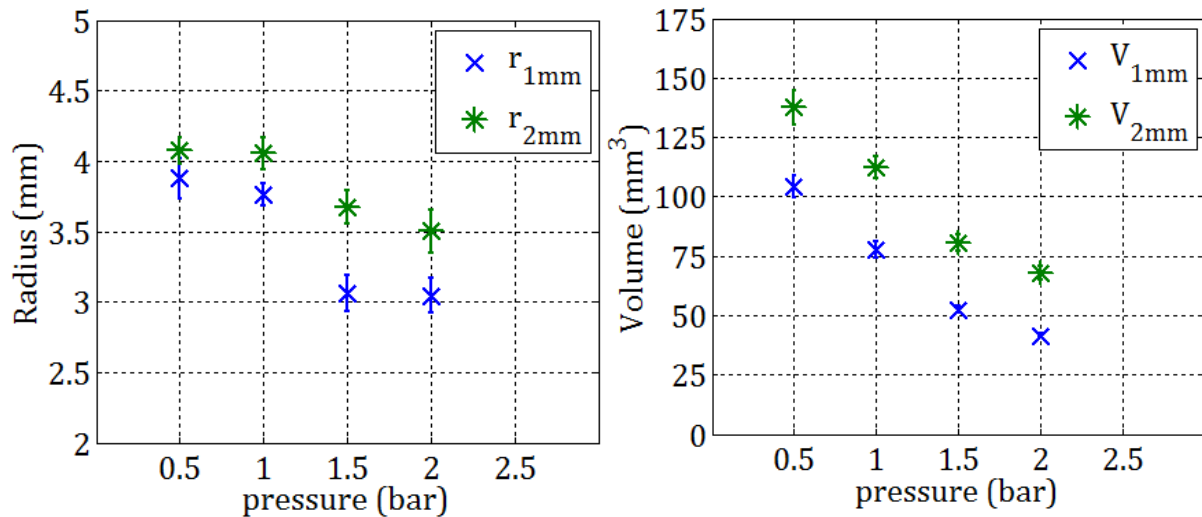 5
4.5
4
3.5
3
2.5
2
Radius (mm)
0.5 1 1.5 2 2.5
pressure (bar)
r1mm
r2mm
175
150
125
100
75
50
25
0
Volume (mm³)
0.5 1 1.5 2 2.5
pressure (bar)
V1mm
V2mm